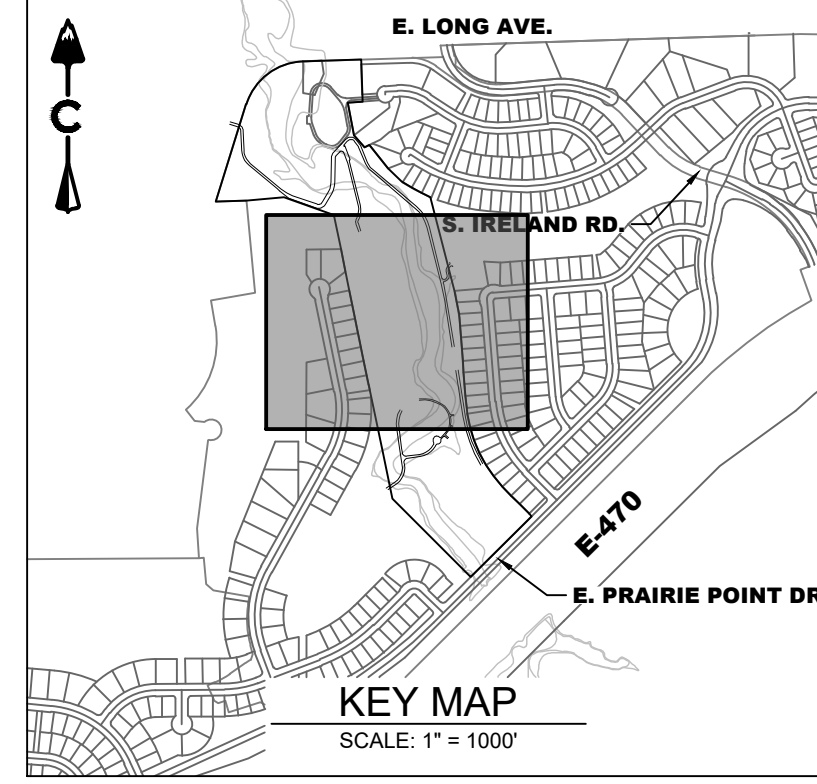 E. LONG AVE.
C
S. IRELAND RD.
E-470
E. PRAIRIE POINT DR
KEY MAP
SCALE: 1" = 1000'